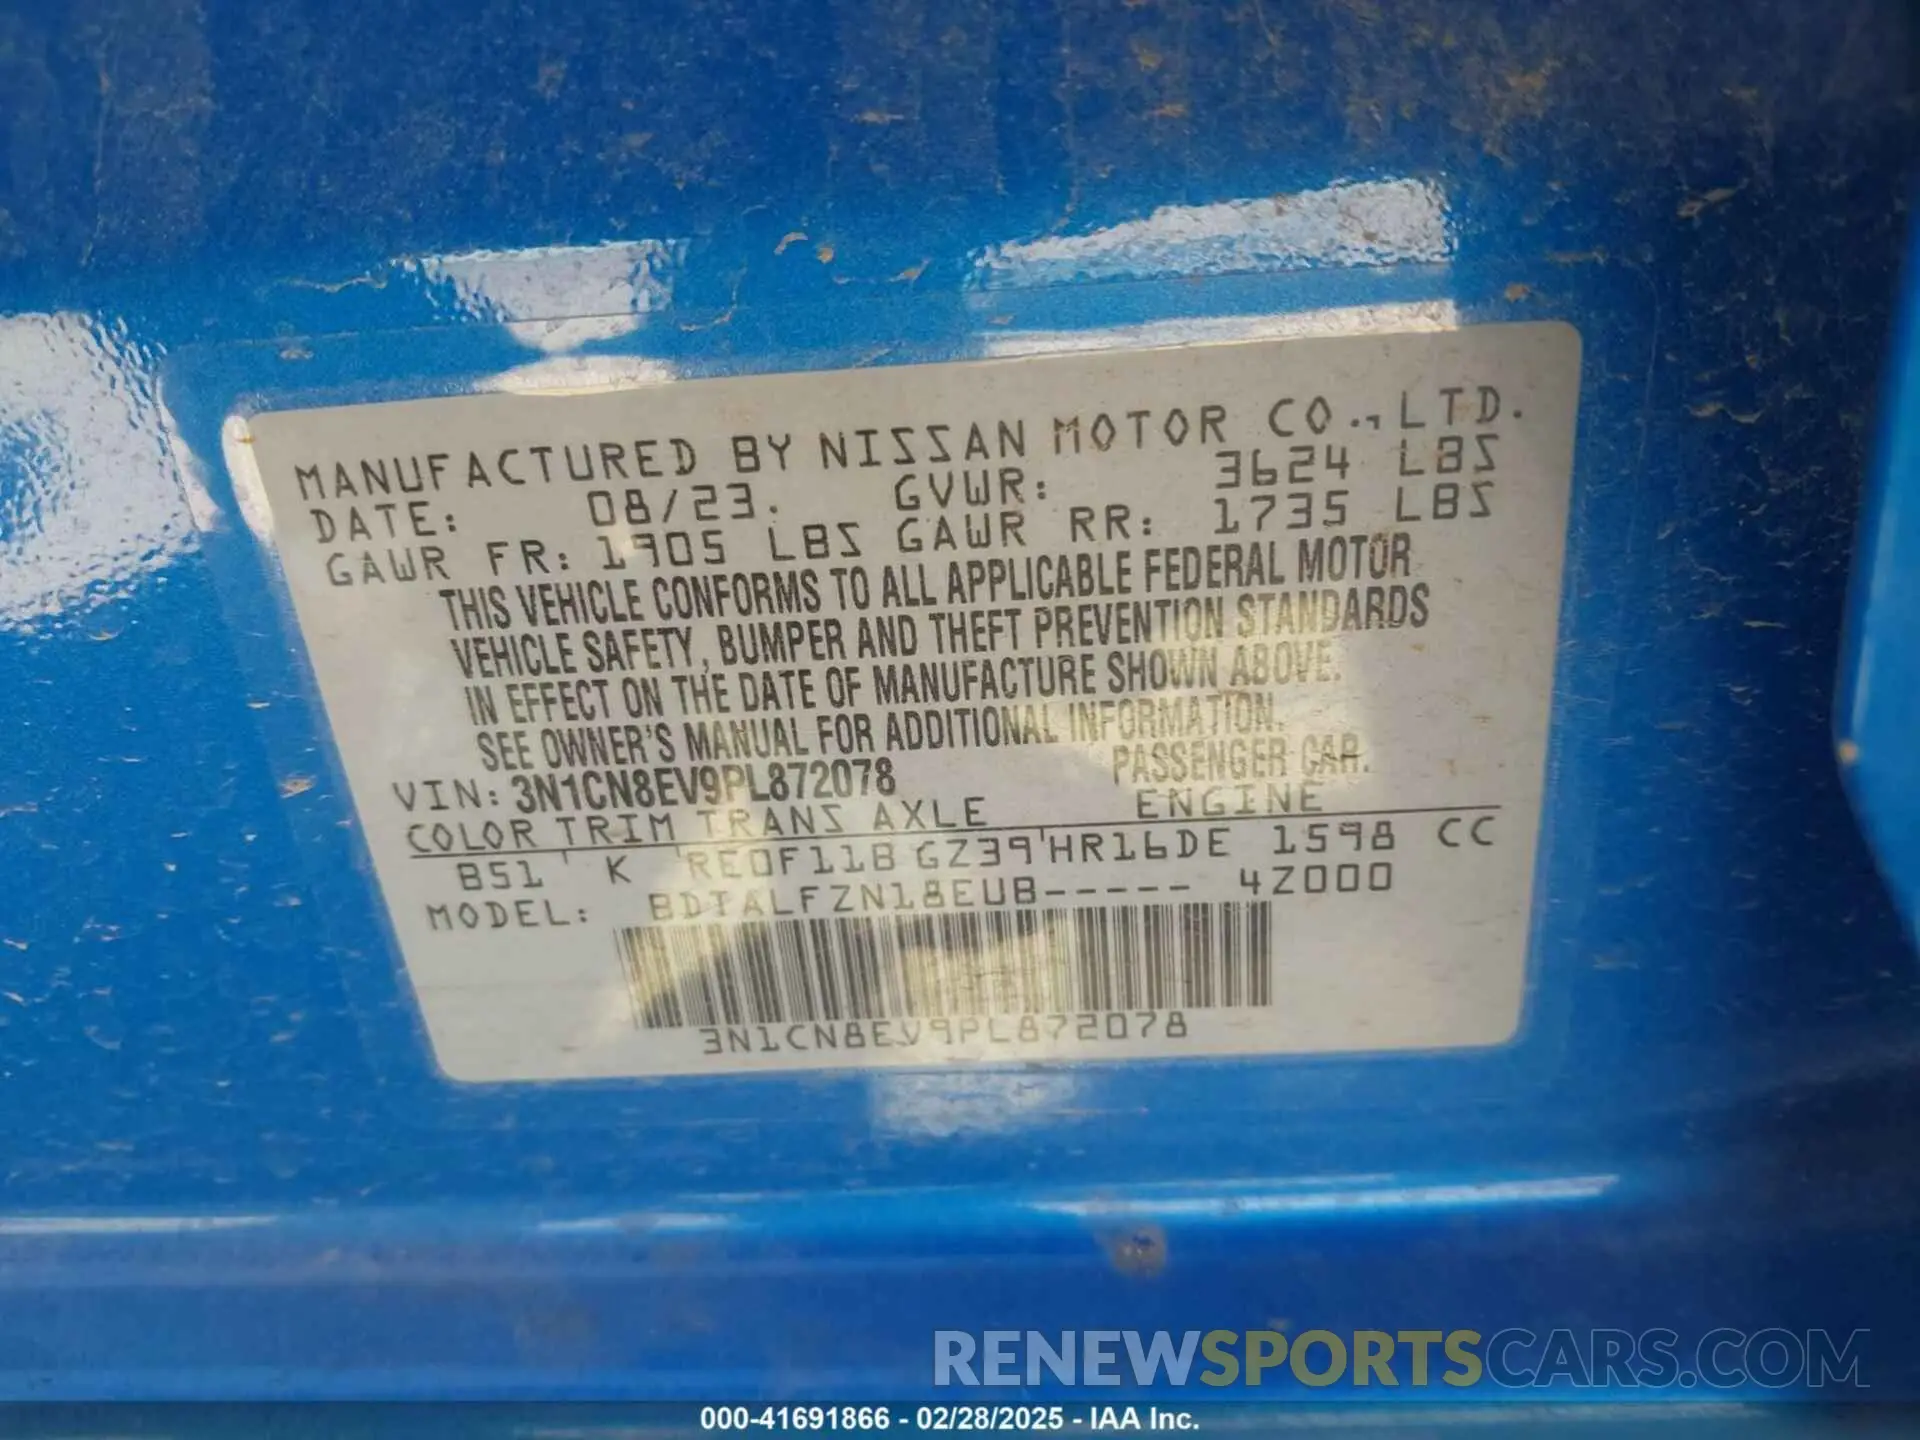 MANUFACTURED BY NISSAN MOTOR CO., LTD.
DATE: 08/23. GVWR: 3624 LBS
GAWR FR: 1905 LBS GAWR RR: 1735 LBS
THIS VEHICLE CONFORMS TO ALL APPLICABLE FEDERAL MOTOR
VEHICLE SAFETY, BUMPER AND THEFT PREVENTION STANDARDS
IN EFFECT ON THE DATE OF MANUFACTURE SHOWN ABOVE.
SEE OWNER'S MANUAL FOR ADDITIONAL INFORMATION.
VIN: 3N1CN8EV9PL872078 PASSENGER CAR.
COLOR TRIM TRANS AXLE ENGINE
B51 K RE0F11B GZ39 HR16DE 1598 CC
MODEL: BDTALFZN18EUB----- 4Z000
3N1CN8EV9PL872078
RENEWSPORTSCARS.COM
000-41691866 - 02/28/2025 - IAA Inc.